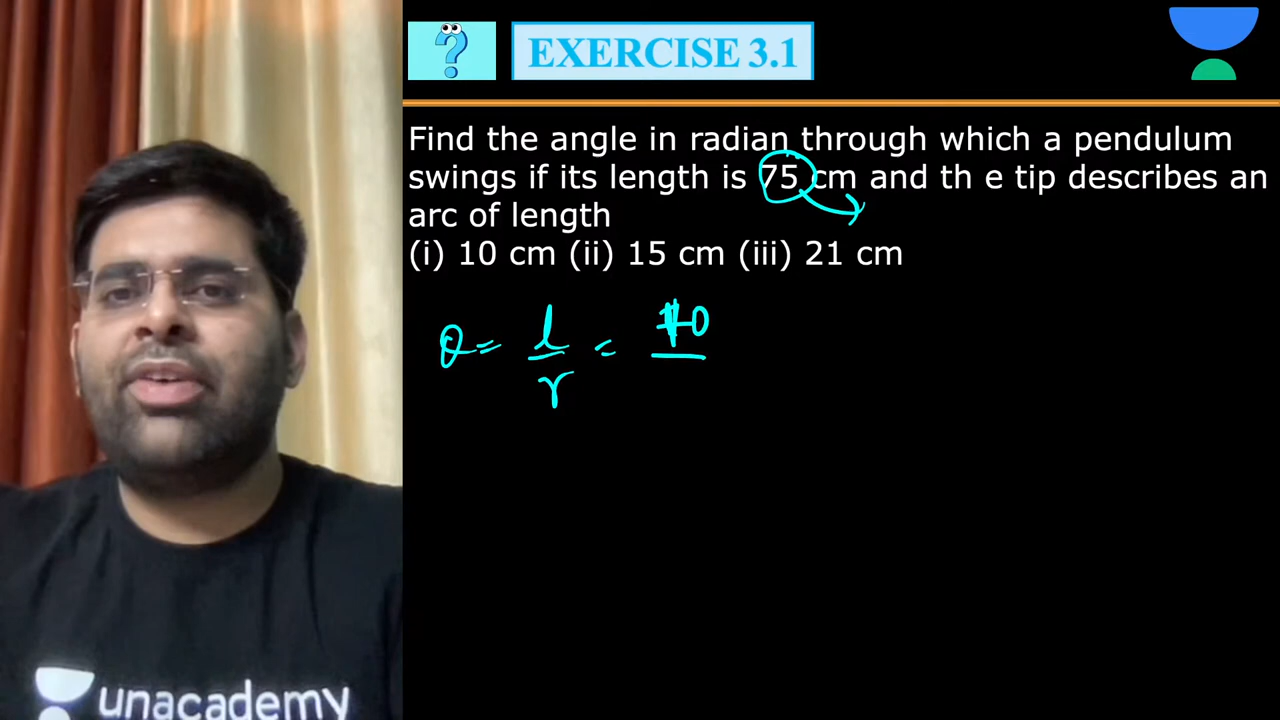 EXERCISE 3.1
Find the angle in radian through which a pendulum
swings if its length is 75 cm and th e tip describes an
arc of length
(i) 10 cm (ii) 15 cm (iii) 21 cm
θ = l/r = 10
unacademy